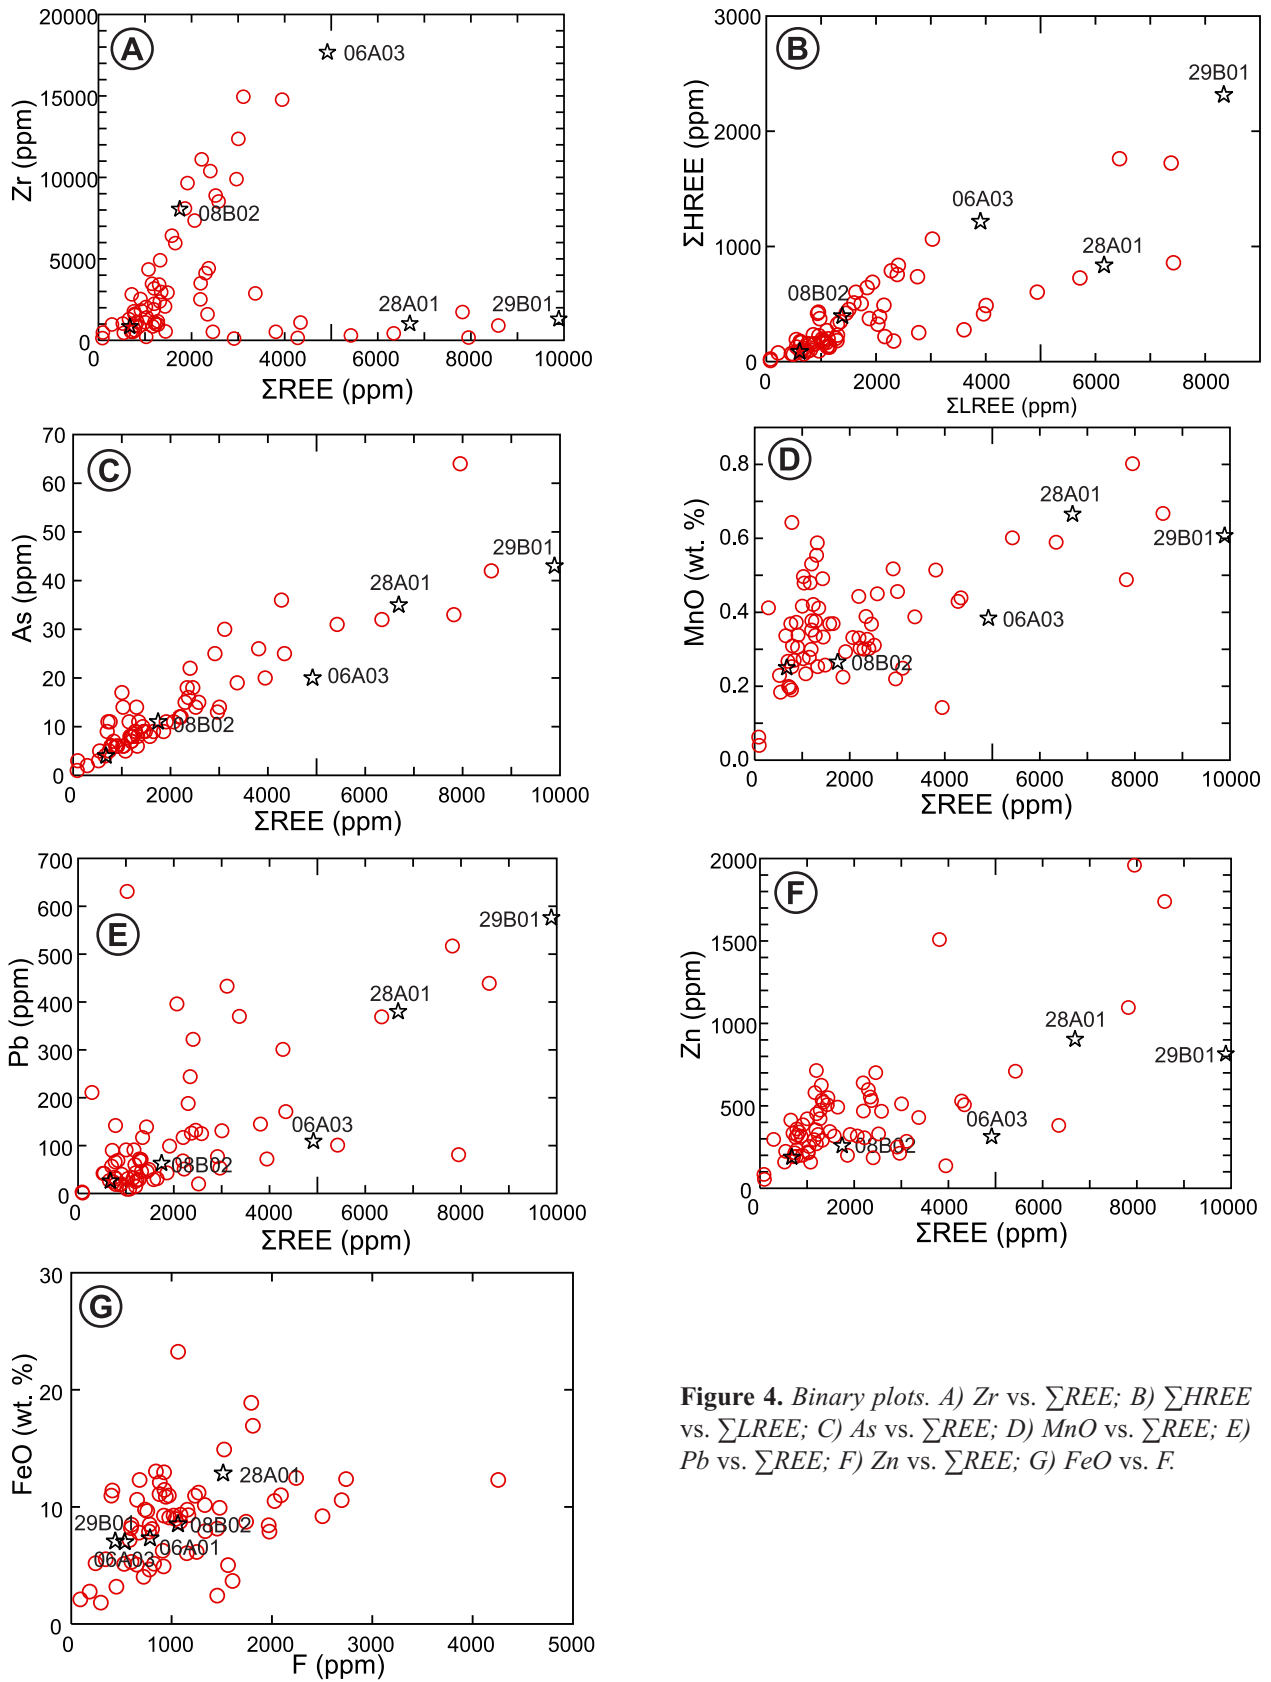 A
Zr (ppm)
20000
15000
10000
5000
0
06A03
08B02
28A01
29B01
0 2000 4000 6000 8000 10000
ΣREE (ppm)
B
ΣHREE (ppm)
3000
2000
1000
0
29B01
06A03
28A01
08B02
0 2000 4000 6000 8000
ΣLREE (ppm)
C
As (ppm)
70
60
50
40
30
20
10
0
29B01
28A01
06A03
08B02
0 2000 4000 6000 8000 10000
ΣREE (ppm)
D
MnO (wt. %)
0.8
0.6
0.4
0.2
0.0
28A01
29B01
06A03
08B02
0 2000 4000 6000 8000 10000
ΣREE (ppm)
E
Pb (ppm)
700
600
500
400
300
200
100
0
29B01
28A01
06A03
08B02
0 2000 4000 6000 8000 10000
ΣREE (ppm)
F
Zn (ppm)
2000
1500
1000
500
0
28A01
29B01
06A03
08B02
0 2000 4000 6000 8000 10000
ΣREE (ppm)
G
FeO (wt. %)
30
20
10
0
28A01
29B01
08B02
06A03
06A01
0 1000 2000 3000 4000 5000
F (ppm)
Figure 4. Binary plots. A) Zr vs. ∑REE; B) ∑HREE
vs. ∑LREE; C) As vs. ∑REE; D) MnO vs. ∑REE; E)
Pb vs. ∑REE; F) Zn vs. ∑REE; G) FeO vs. F.